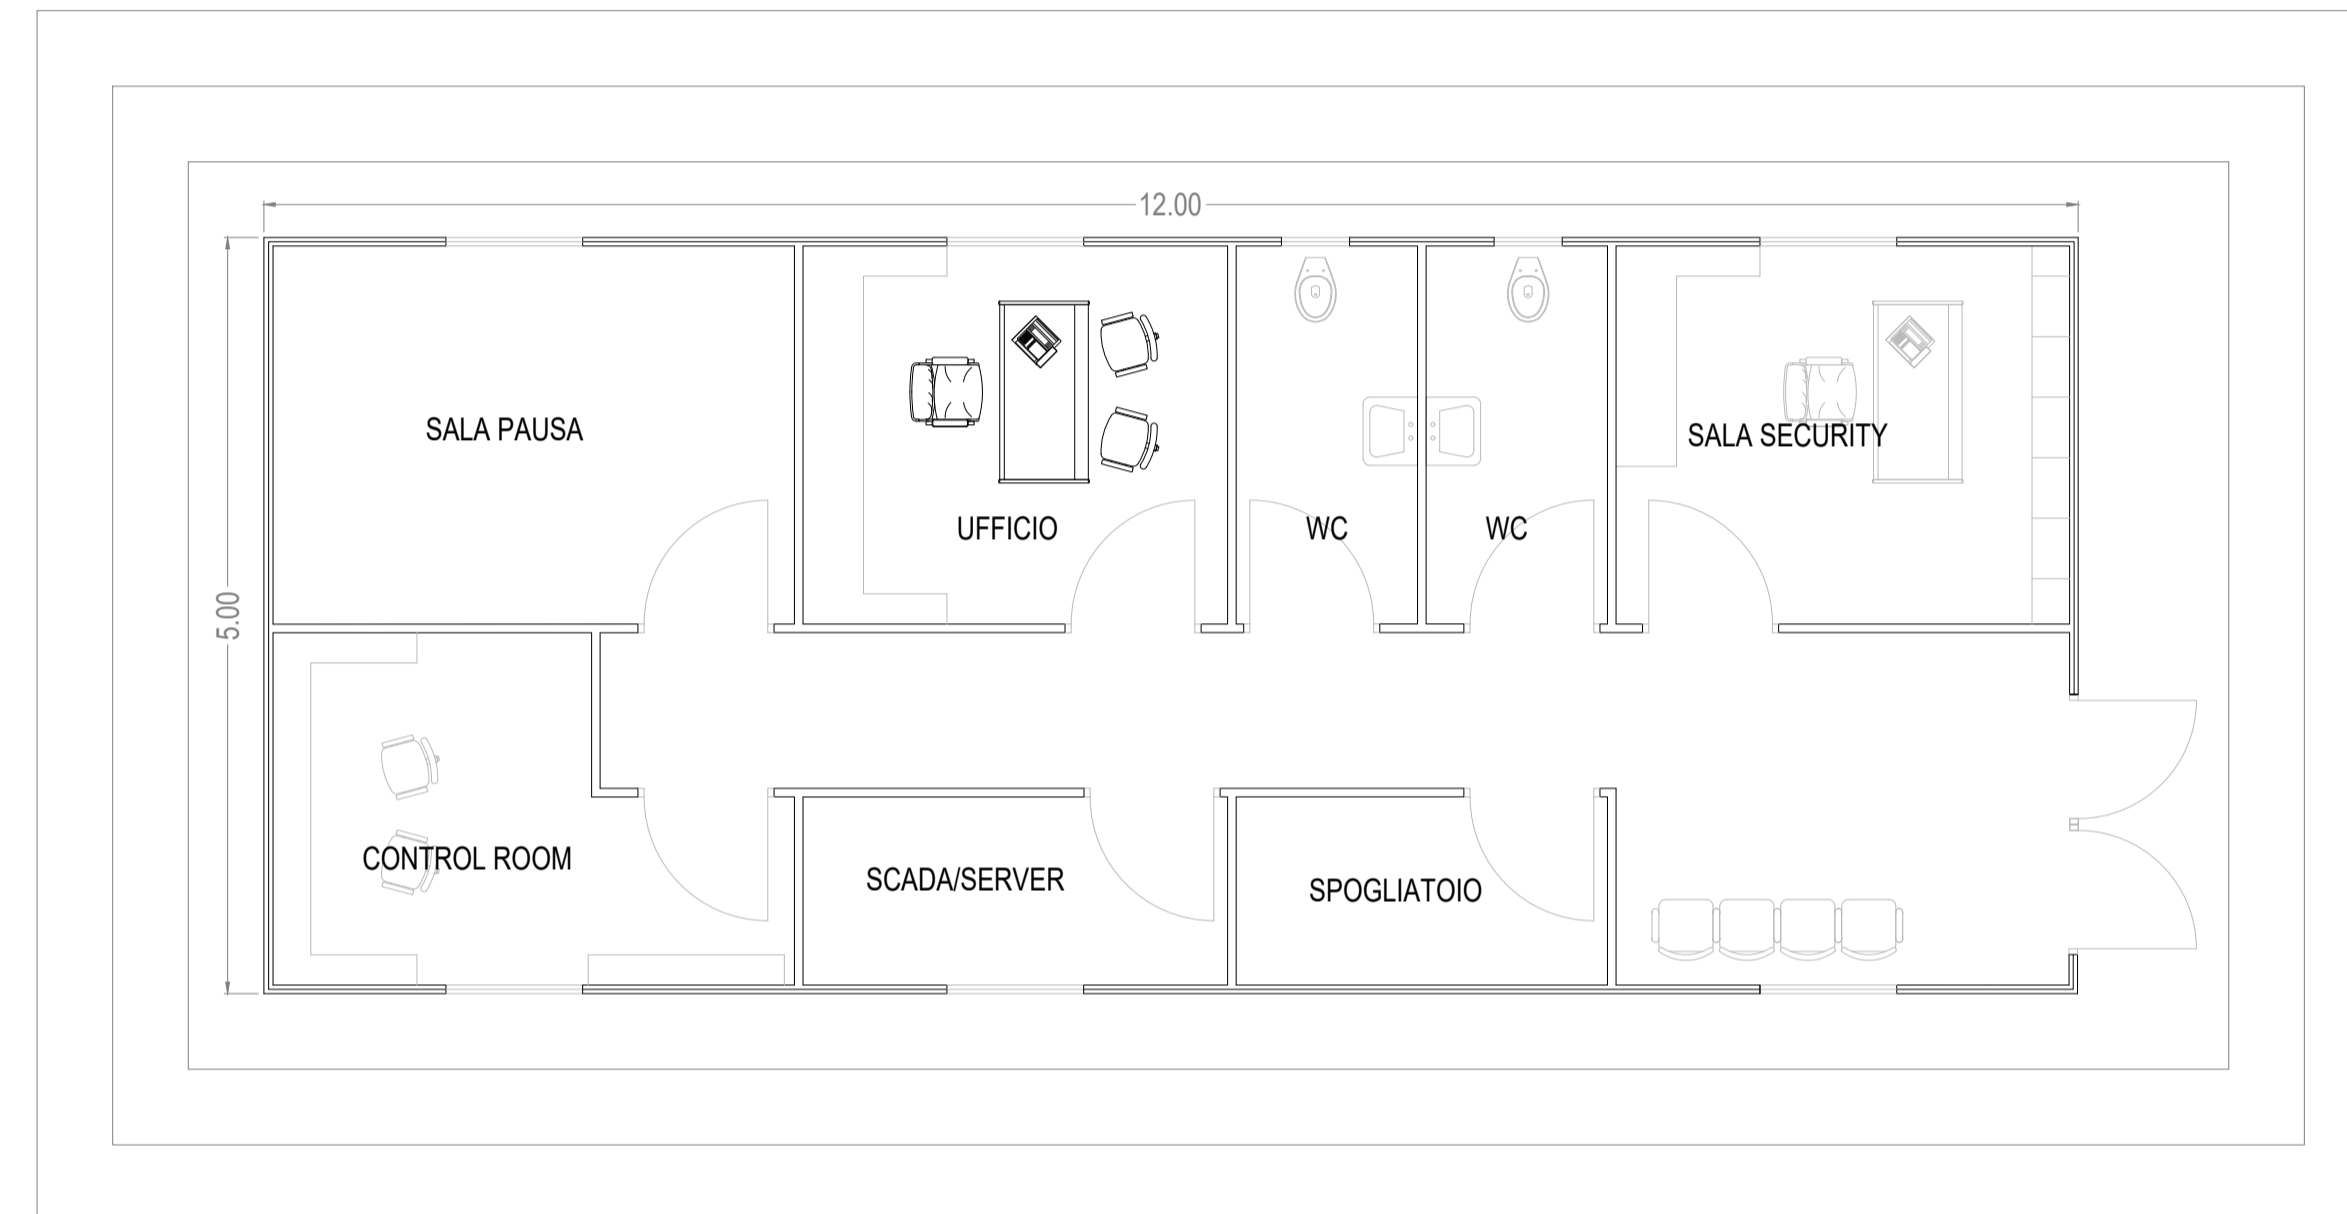 12.00
5.00
SALA PAUSA
UFFICIO
WC
WC
SALA SECURITY
CONTROL ROOM
SCADA/SERVER
SPOGLIATOIO